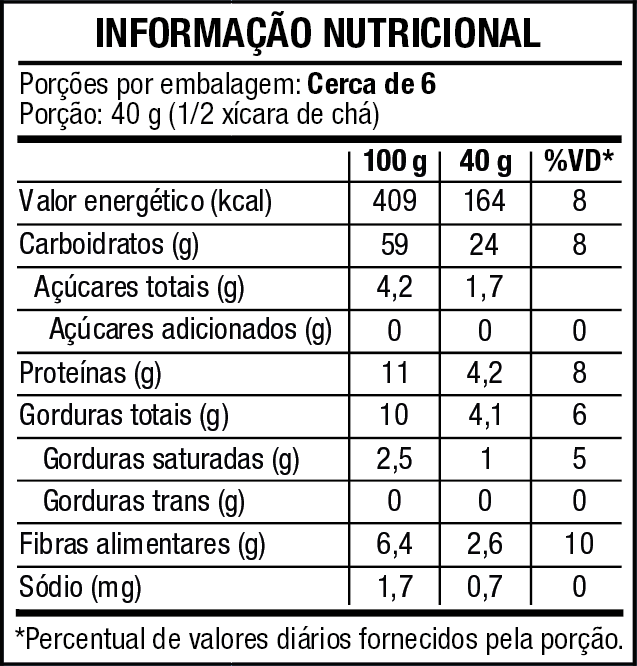 INFORMAÇÃO NUTRICIONAL
Porções por embalagem: Cerca de 6
Porção: 40 g (1/2 xícara de chá)
100 g 40 g %VD*
Valor energético (kcal) 409 164 8
Carboidratos (g) 59 24 8
Açúcares totais (g) 4,2 1,7
Açúcares adicionados (g) 0 0 0
Proteínas (g) 11 4,2 8
Gorduras totais (g) 10 4,1 6
Gorduras saturadas (g) 2,5 1 5
Gorduras trans (g) 0 0 0
Fibras alimentares (g) 6,4 2,6 10
Sódio (mg) 1,7 0,7 0
*Percentual de valores diários fornecidos pela porção.